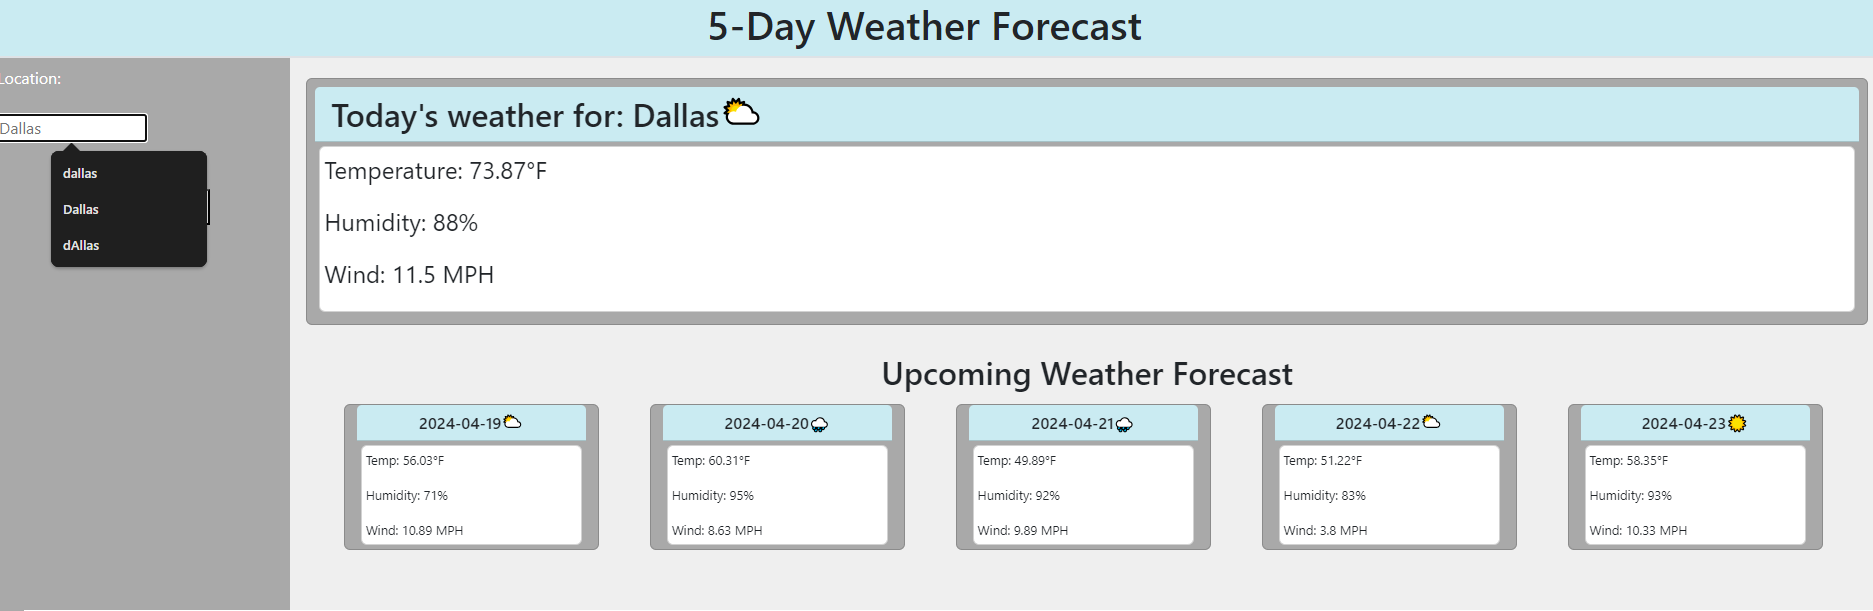 5-Day Weather Forecast
Location:
Dallas
dallas
Dallas
dAllas
Today's weather for: Dallas
Temperature: 73.87°F
Humidity: 88%
Wind: 11.5 MPH
Upcoming Weather Forecast
2024-04-19
Temp: 56.03°F
Humidity: 71%
Wind: 10.89 MPH
2024-04-20
Temp: 60.31°F
Humidity: 95%
Wind: 8.63 MPH
2024-04-21
Temp: 49.89°F
Humidity: 92%
Wind: 9.89 MPH
2024-04-22
Temp: 51.22°F
Humidity: 83%
Wind: 3.8 MPH
2024-04-23
Temp: 58.35°F
Humidity: 93%
Wind: 10.33 MPH